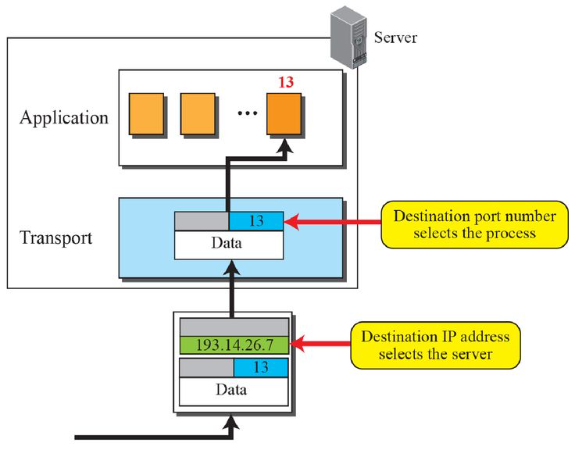 Server
13
Application
...
Transport
13
Data
Destination port number
selects the process
193.14.26.7
13
Data
Destination IP address
selects the server